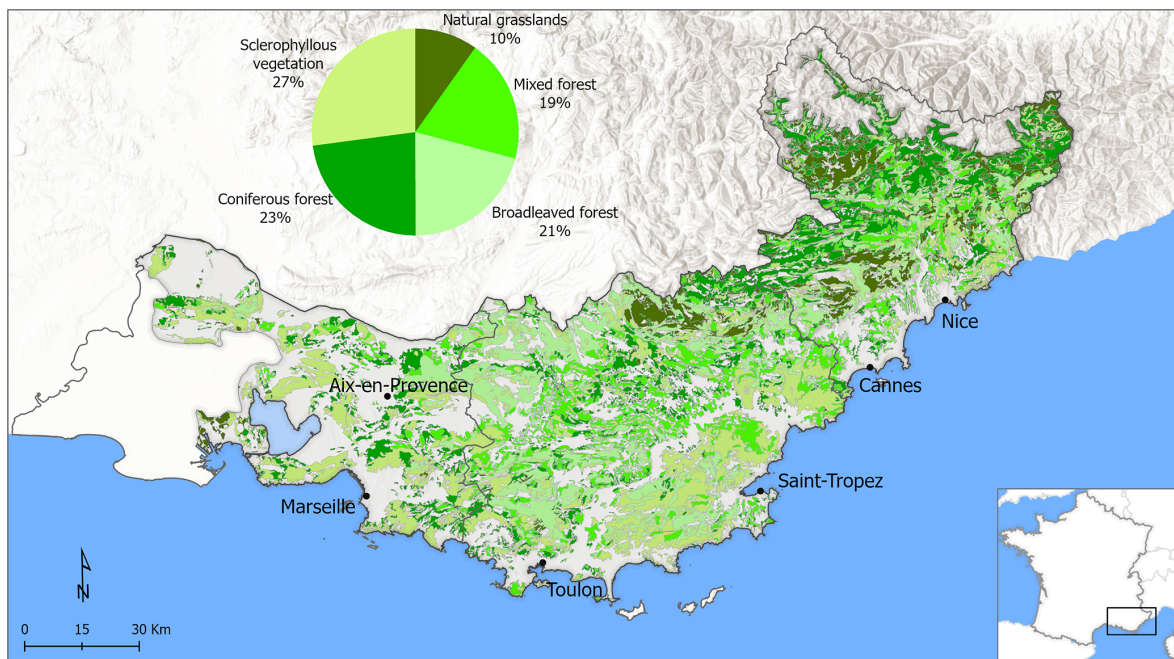 Natural grasslands
10%
Sclerophyllous
vegetation
27%
Mixed forest
19%
Coniferous forest
23%
Broadleaved forest
21%
Nice
Aix-en-Provence
Cannes
Saint-Tropez
Marseille
Toulon
N
0 15 30 Km